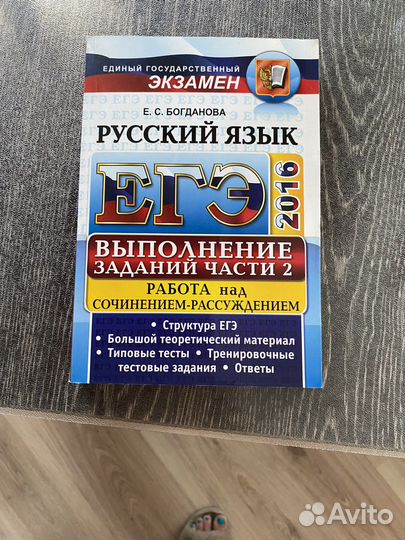 ЕДИНЫЙ ГОСУДАРСТВЕННЫЙ
ЭКЗАМЕН
Е. С. БОГДАНОВА
РУССКИЙ ЯЗЫК
ЕГЭ
2016
ВЫПОЛНЕНИЕ
ЗАДАНИЙ ЧАСТИ 2
РАБОТА над
СОЧИНЕНИЕМ-РАССУЖДЕНИЕМ
• Структура ЕГЭ
• Большой теоретический материал
• Типовые тесты • Тренировочные
тестовые задания • Ответы
Avito